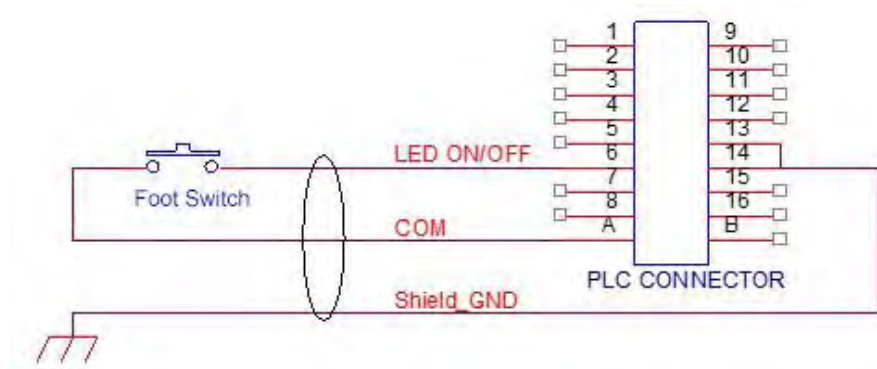 1 9
2 10
3 11
4 12
5 13
LED ON/OFF 6 14
Foot Switch 7 15
8 16
COM A B
PLC CONNECTOR
Shield_GND